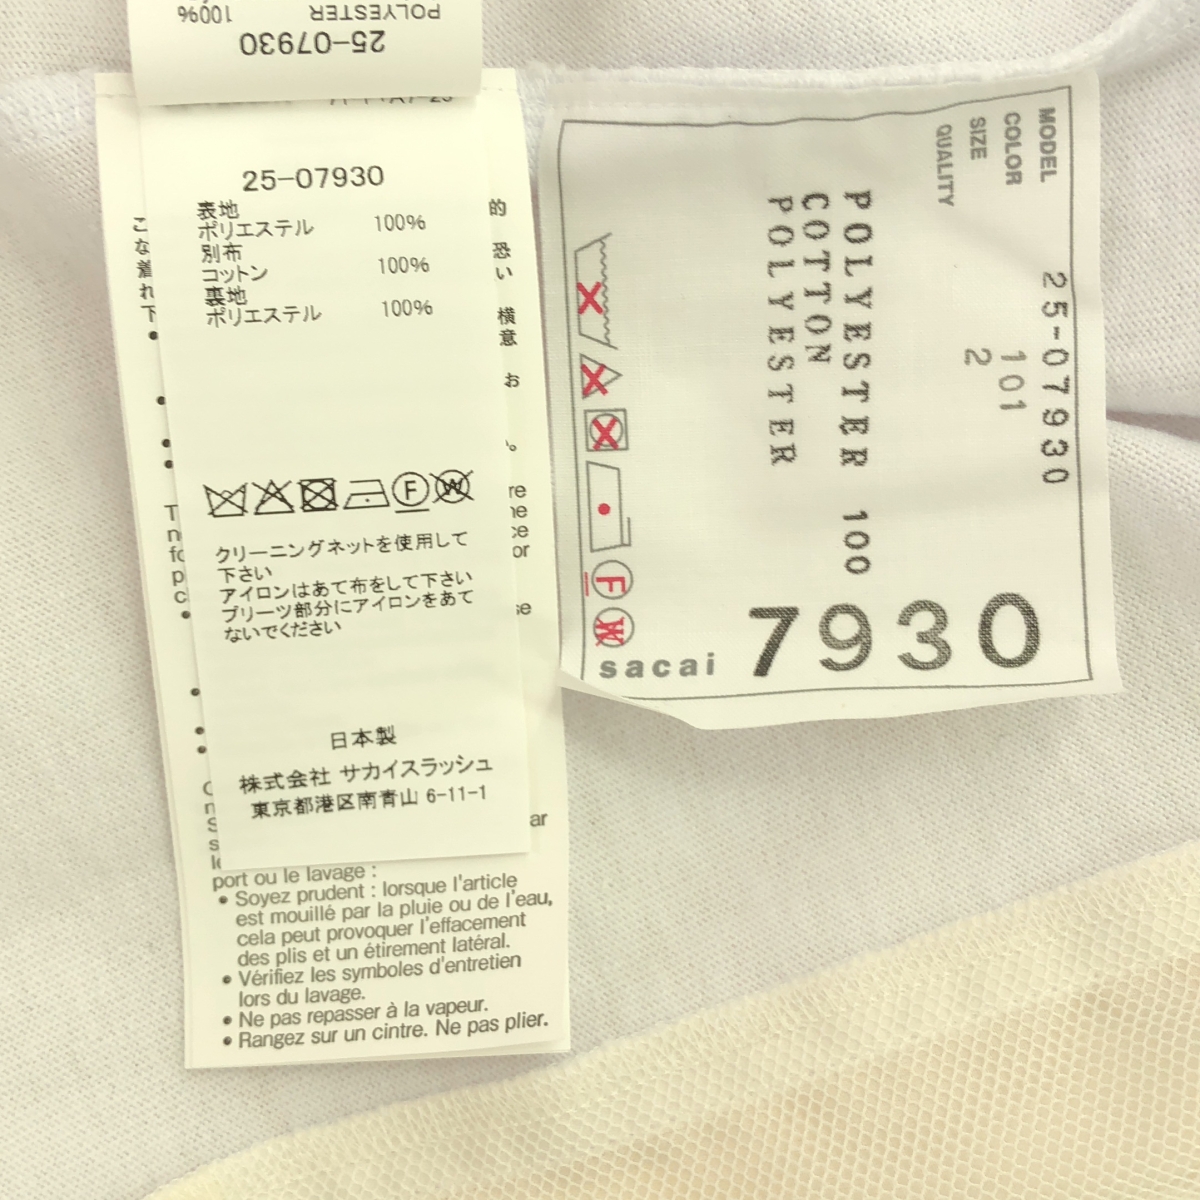 POLYESTER 100%
25-07930
25-07930
表地
ポリエステル 100%
別布
コットン 100%
裏地
ポリエステル 100%
F
W
クリーニングネットを使用して
下さい
アイロンはあて布をして下さい
プリーツ部分にアイロンをあて
ないでください
日本製
株式会社 サカイスラッシュ
東京都港区南青山 6-11-1
port ou le lavage :
• Soyez prudent : lorsque l'article
est mouillé par la pluie ou de l'eau,
cela peut provoquer l'effacement
des plis et un étirement latéral.
• Vérifiez les symboles d'entretien
lors du lavage.
• Ne pas repasser à la vapeur.
• Rangez sur un cintre. Ne pas plier.
MODEL 25-07930
COLOR 101
SIZE 2
QUALITY
POLYESTER 100
COTTON
POLYESTER
F
W
7930
sacai